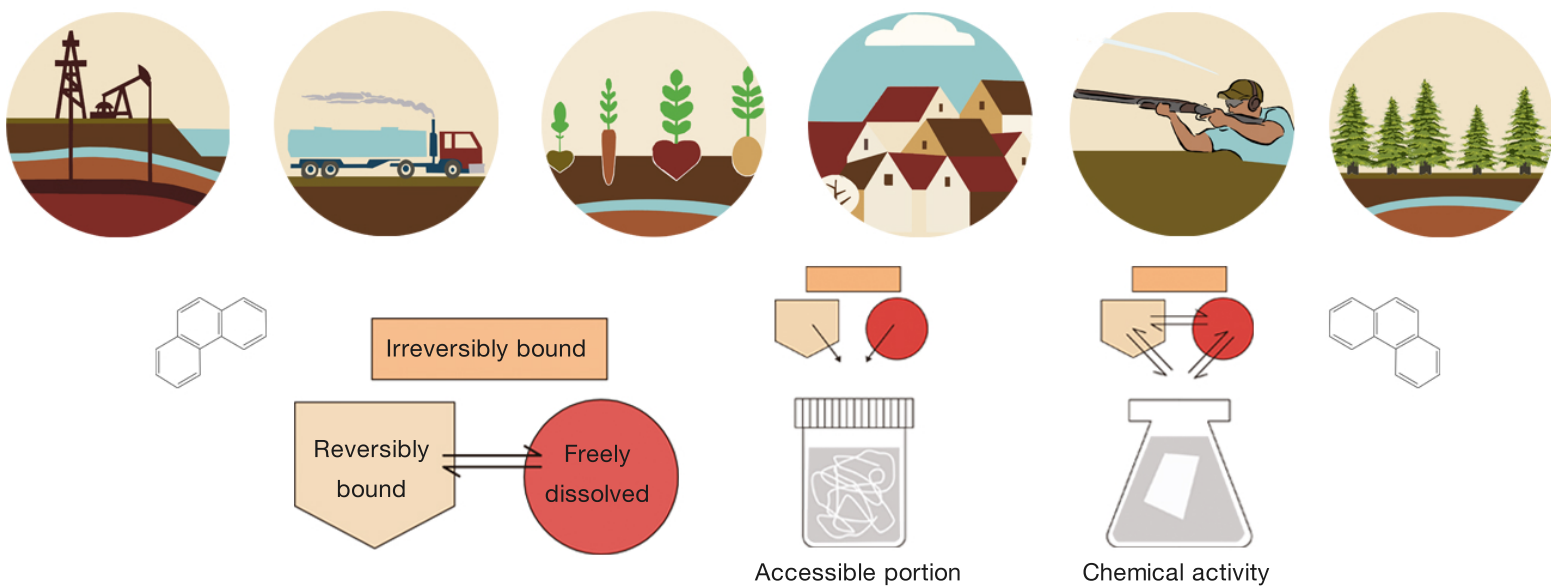 Irreversibly bound
Reversibly
bound
Freely
dissolved
Accessible portion
Chemical activity